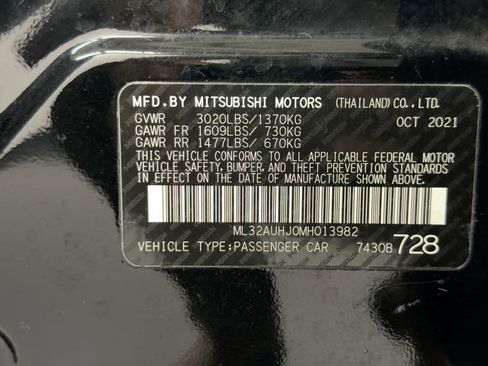 MFD.BY MITSUBISHI MOTORS (THAILAND) CO.,LTD.
GVWR 3020LBS/1370KG OCT 2021
GAWR FR 1609LBS/ 730KG
GAWR RR 1477LBS/ 670KG
THIS VEHICLE CONFORMS TO ALL APPLICABLE FEDERAL MOTOR
VEHICLE SAFETY, BUMPER, AND THEFT PREVENTION STANDARDS
IN EFFECT ON THE DATE OF MANUFACTURE SHOWN ABOVE.
ML32AUHJ0MH013982
VEHICLE TYPE:PASSENGER CAR 7430B 728